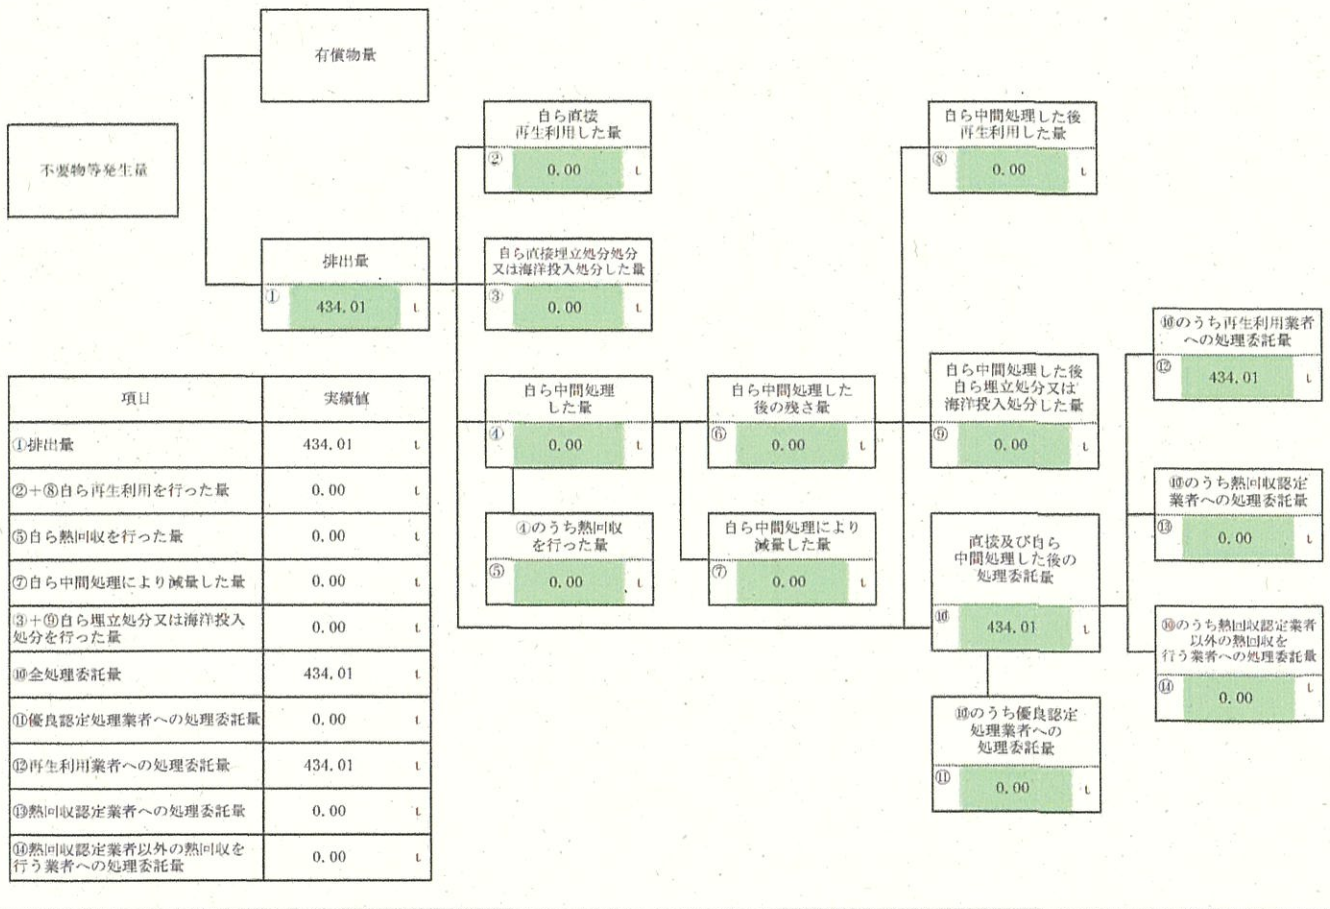 有償物量
不要物等発生量
排出量
① 434.01 t
自ら直接
再生利用した量
② 0.00 t
自ら直接埋立処分処分
又は海洋投入処分した量
③ 0.00 t
自ら中間処理
した量
④ 0.00 t
④のうち熱回収
を行った量
⑤ 0.00 t
自ら中間処理した
後の残さ量
⑥ 0.00 t
自ら中間処理により
減量した量
⑦ 0.00 t
自ら中間処理した後
再生利用した量
⑧ 0.00 t
自ら中間処理した後
自ら埋立処分又は
海洋投入処分した量
⑨ 0.00 t
直接及び自ら
中間処理した後の
処理委託量
⑩ 434.01 t
⑩のうち優良認定
処理業者への
処理委託量
⑪ 0.00 t
⑩のうち再生利用業者
への処理委託量
⑫ 434.01 t
⑩のうち熱回収認定
業者への処理委託量
⑬ 0.00 t
⑩のうち熱回収認定業者
以外の熱回収を
行う業者への処理委託量
⑭ 0.00 t
項目 実績値
①排出量 434.01 t
②+⑧自ら再生利用を行った量 0.00 t
⑤自ら熱回収を行った量 0.00 t
⑦自ら中間処理により減量した量 0.00 t
③+⑨自ら埋立処分又は海洋投入
処分を行った量 0.00 t
⑩全処理委託量 434.01 t
⑪優良認定処理業者への処理委託量 0.00 t
⑫再生利用業者への処理委託量 434.01 t
⑬熱回収認定業者への処理委託量 0.00 t
⑭熱回収認定業者以外の熱回収を
行う業者への処理委託量 0.00 t